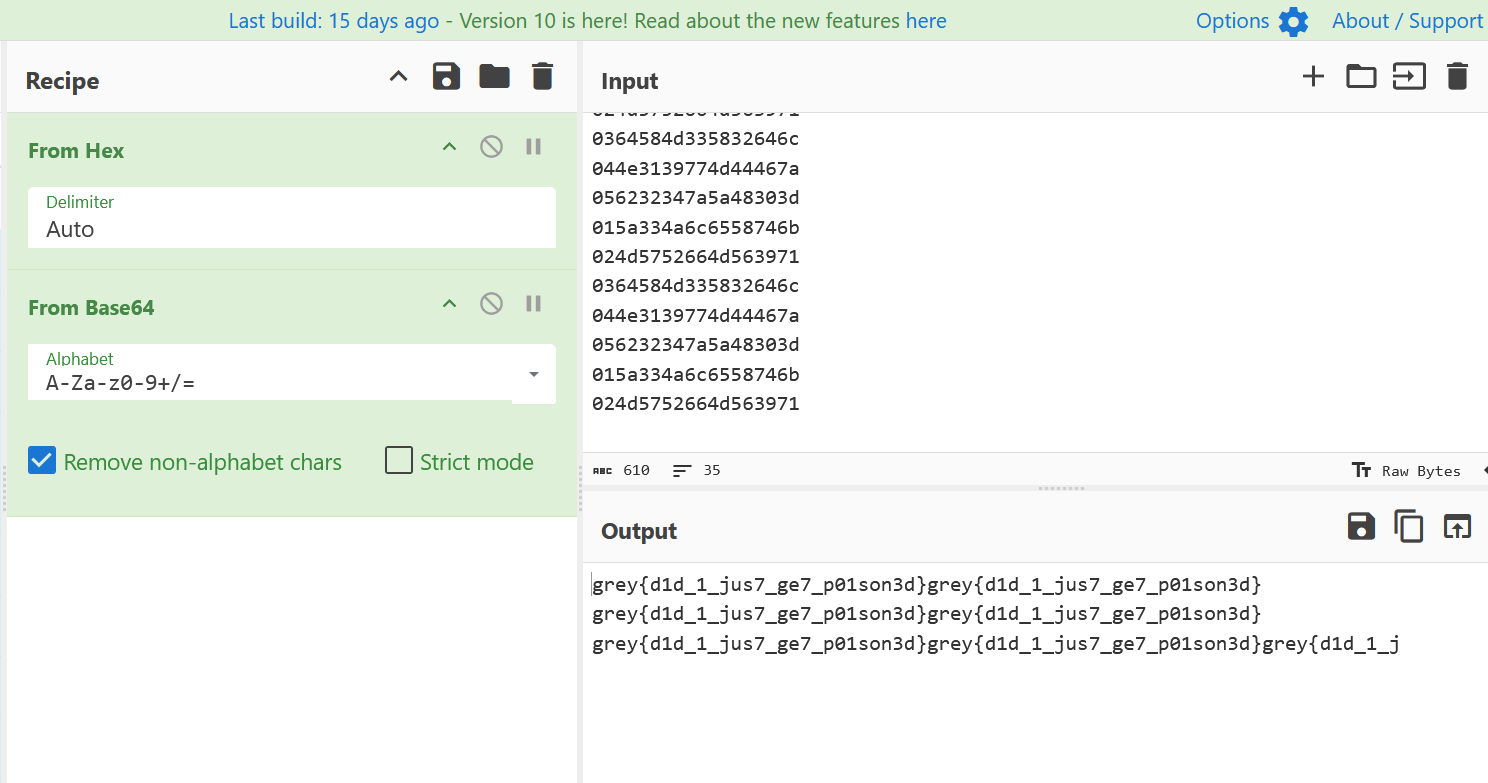 Last build: 15 days ago - Version 10 is here! Read about the new features here
Options
About / Support
Recipe
Input
From Hex
Delimiter
Auto
From Base64
Alphabet
A-Za-z0-9+/=
Remove non-alphabet chars
Strict mode
024d5752664d563971
0364584d335832646c
044e3139774d44467a
056232347a5a48303d
015a334a6c6558746b
024d5752664d563971
0364584d335832646c
044e3139774d44467a
056232347a5a48303d
015a334a6c6558746b
024d5752664d563971
ABC 610 35
Raw Bytes
Output
grey{d1d_1_jus7_ge7_p01son3d}grey{d1d_1_jus7_ge7_p01son3d}
grey{d1d_1_jus7_ge7_p01son3d}grey{d1d_1_jus7_ge7_p01son3d}
grey{d1d_1_jus7_ge7_p01son3d}grey{d1d_1_jus7_ge7_p01son3d}grey{d1d_1_j